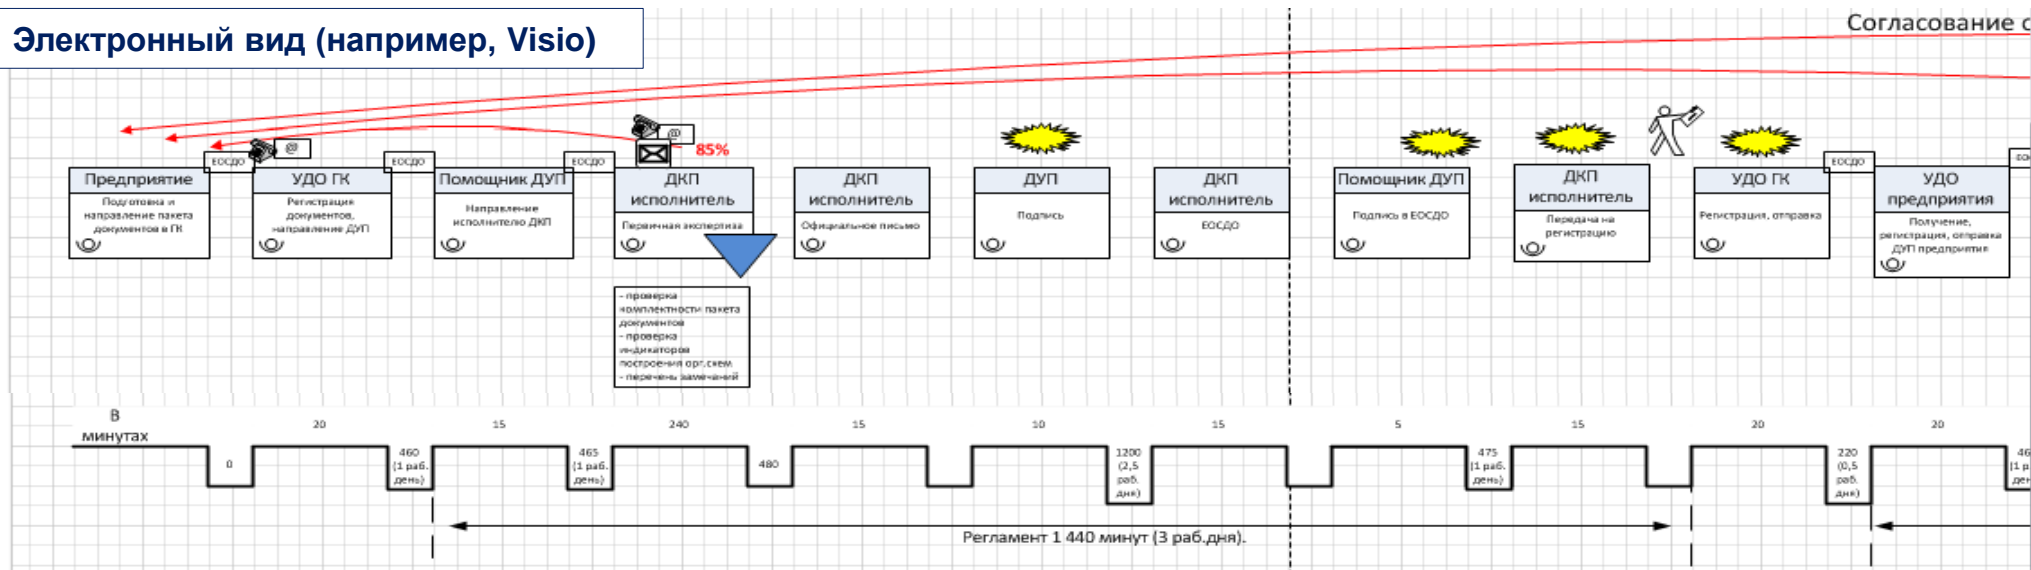 Электронный вид (например, Visio)
Согласование с
85%
@
@
ЕОСДО
ЕОСДО
ЕОСДО
ЕОСДО
Предприятие
Подготовка и
направление пакета
документов в ГК
УДО ГК
Регистрация
документов,
направление ДУП
Помощник ДУП
Направление
исполнителю ДКП
ДКП
исполнитель
Первичная экспертиза
ДКП
исполнитель
Официальное письмо
ДУП
Подпись
ДКП
исполнитель
ЕОСДО
Помощник ДУП
Подпись в ЕОСДО
ДКП
исполнитель
Передача на
регистрацию
УДО ГК
Регистрация, отправка
УДО
предприятия
Получение,
регистрация, отправка
ДУП предприятия
- проверка
комплектности пакета
документов
- проверка
индикаторов
построения орг.схем
- перечень замечаний
В
минутах
20
15
240
15
10
15
5
15
20
20
0
460
(1 раб.
день)
465
(1 раб.
день)
480
1200
(2,5
раб.
дня)
475
(1 раб.
день)
220
(0,5
раб.
дня)
46
(1 р
ден
Регламент 1 440 минут (3 раб.дня).